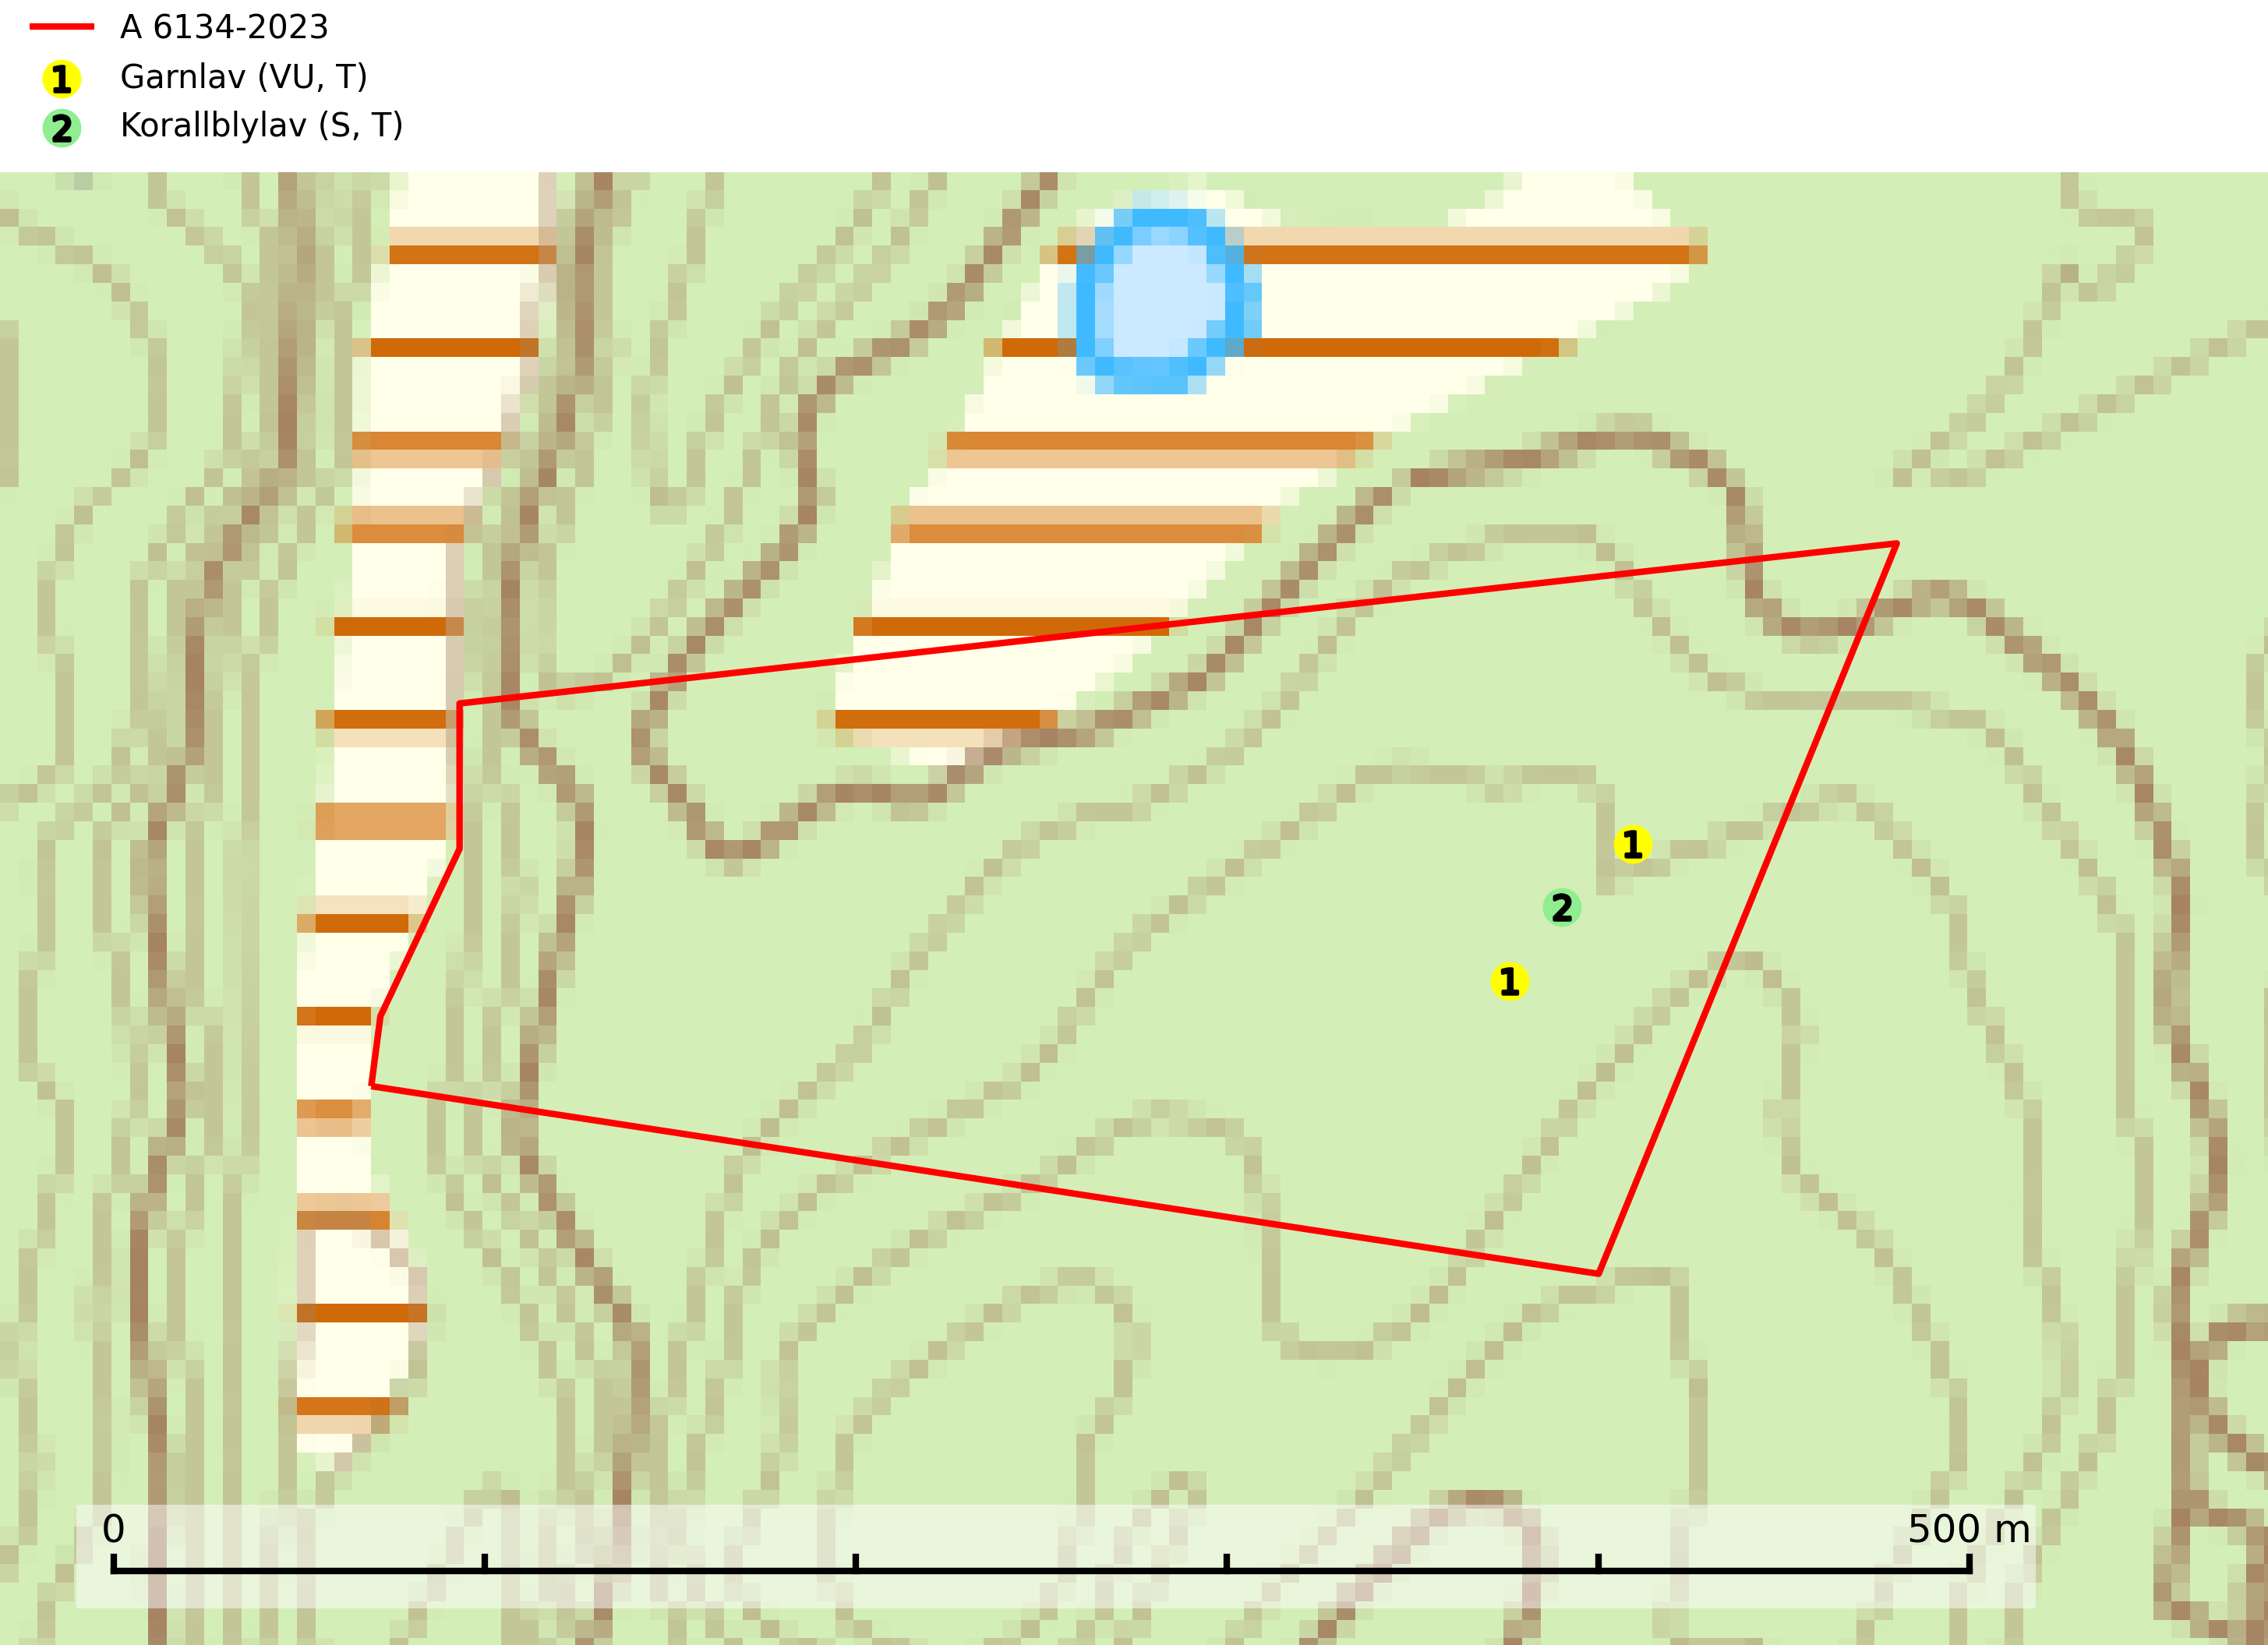 A 6134-2023
1 Garnlav (VU, T)
2 Korallblylav (S, T)
1
2
1
0 500 m